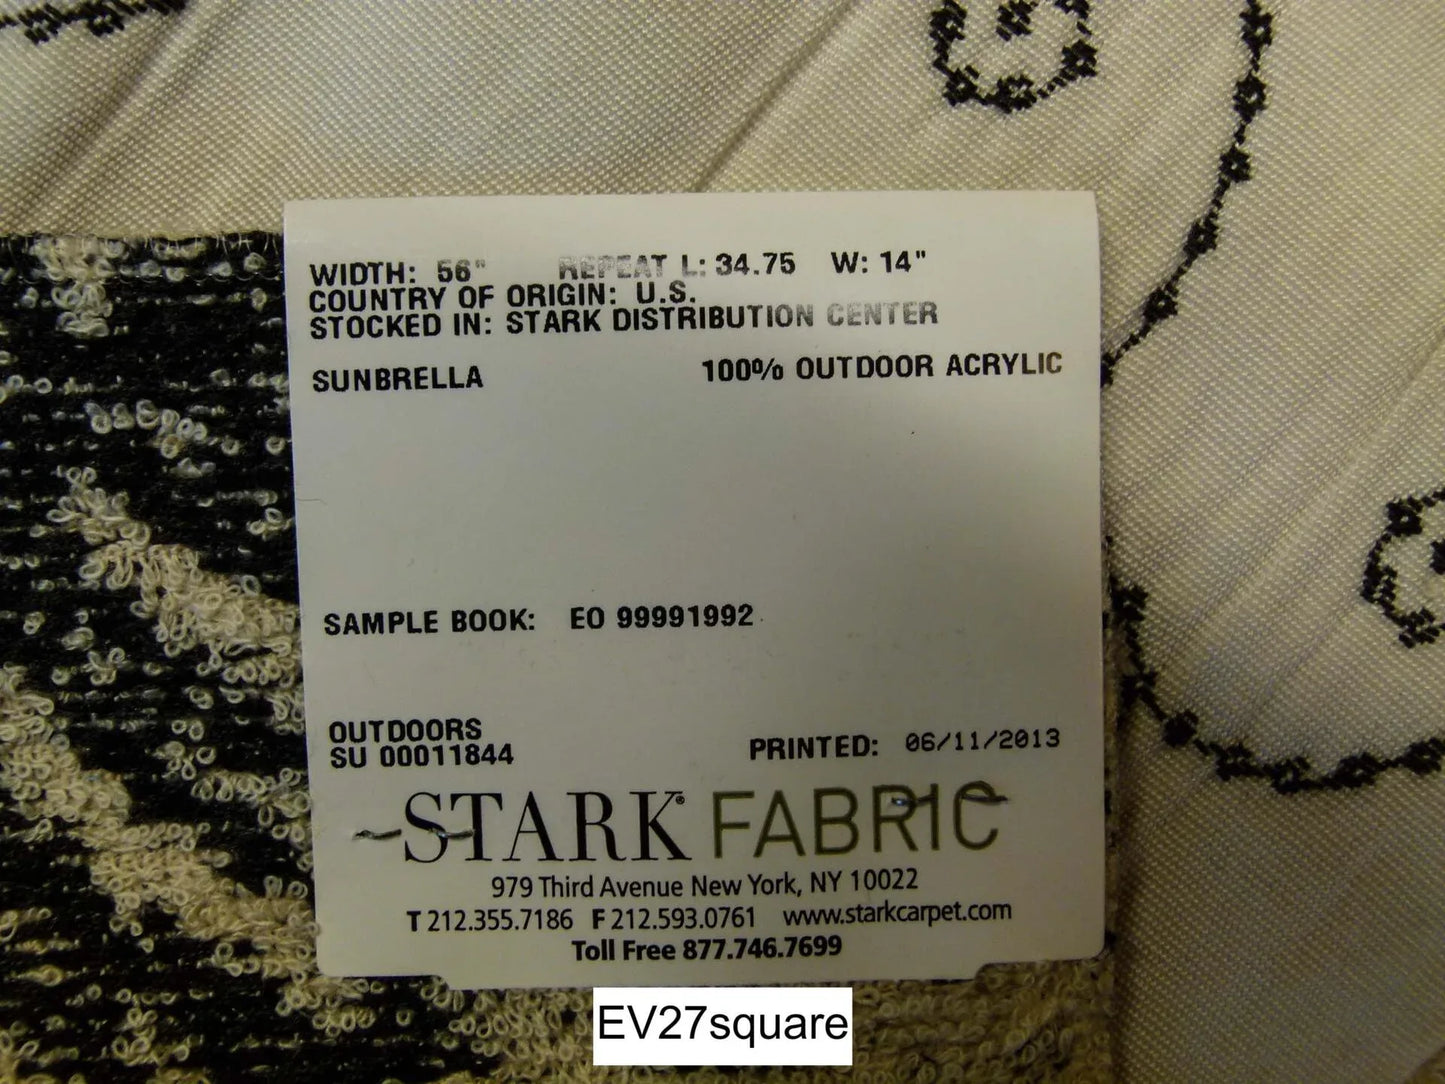 WIDTH: 56" REPEAT L: 34.75 W: 14"
COUNTRY OF ORIGIN: U.S.
STOCKED IN: STARK DISTRIBUTION CENTER
SUNBRELLA 100% OUTDOOR ACRYLIC
SAMPLE BOOK: EO 99991992
OUTDOORS
SU 00011844 PRINTED: 06/11/2013
STARK® FABRIC
979 Third Avenue New York, NY 10022
T 212.355.7186 F 212.593.0761 www.starkcarpet.com
Toll Free 877.746.7699
EV27square